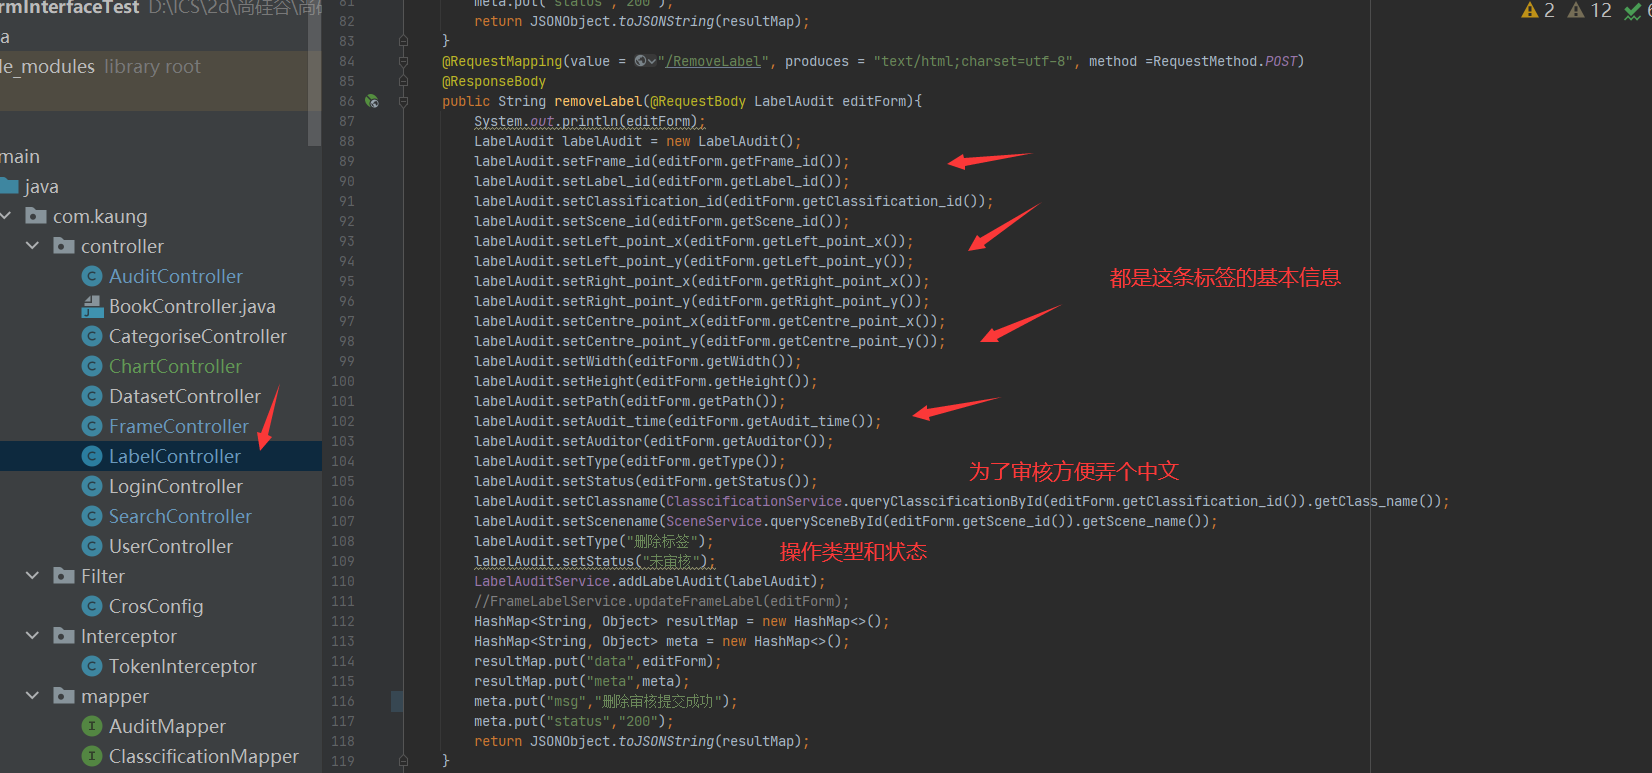 rmInterfaceTest D:\ICS\2d\尚硅谷\尚硅
a
le_modules library root
main
java
com.kaung
controller
AuditController
BookController.java
CategoriseController
ChartController
DatasetController
FrameController
LabelController
LoginController
SearchController
UserController
Filter
CrosConfig
Interceptor
TokenInterceptor
mapper
AuditMapper
ClasscificationMapper
2 12 6
81 meta.put("status","200");
82 return JSONObject.toJSONString(resultMap);
83 }
84 @RequestMapping(value = "/RemoveLabel", produces = "text/html;charset=utf-8", method =RequestMethod.POST)
85 @ResponseBody
86 public String removeLabel(@RequestBody LabelAudit editForm){
87 System.out.println(editForm);
88 LabelAudit labelAudit = new LabelAudit();
89 labelAudit.setFrame_id(editForm.getFrame_id());
90 labelAudit.setLabel_id(editForm.getLabel_id());
91 labelAudit.setClassification_id(editForm.getClassification_id());
92 labelAudit.setScene_id(editForm.getScene_id());
93 labelAudit.setLeft_point_x(editForm.getLeft_point_x());
94 labelAudit.setLeft_point_y(editForm.getLeft_point_y());
都是这条标签的基本信息
95 labelAudit.setRight_point_x(editForm.getRight_point_x());
96 labelAudit.setRight_point_y(editForm.getRight_point_y());
97 labelAudit.setCentre_point_x(editForm.getCentre_point_x());
98 labelAudit.setCentre_point_y(editForm.getCentre_point_y());
99 labelAudit.setWidth(editForm.getWidth());
100 labelAudit.setHeight(editForm.getHeight());
101 labelAudit.setPath(editForm.getPath());
102 labelAudit.setAudit_time(editForm.getAudit_time());
103 labelAudit.setAuditor(editForm.getAuditor());
104 labelAudit.setType(editForm.getType());
为了审核方便弄个中文
105 labelAudit.setStatus(editForm.getStatus());
106 labelAudit.setClassname(ClasscificationService.queryClasscificationById(editForm.getClassification_id()).getClass_name());
107 labelAudit.setScenename(SceneService.querySceneById(editForm.getScene_id()).getScene_name());
108 labelAudit.setType("删除标签");
操作类型和状态
109 labelAudit.setStatus("未审核");
110 LabelAuditService.addLabelAudit(labelAudit);
111 //FrameLabelService.updateFrameLabel(editForm);
112 HashMap<String, Object> resultMap = new HashMap<>();
113 HashMap<String, Object> meta = new HashMap<>();
114 resultMap.put("data",editForm);
115 resultMap.put("meta",meta);
116 meta.put("msg","删除审核提交成功");
117 meta.put("status","200");
118 return JSONObject.toJSONString(resultMap);
119 }